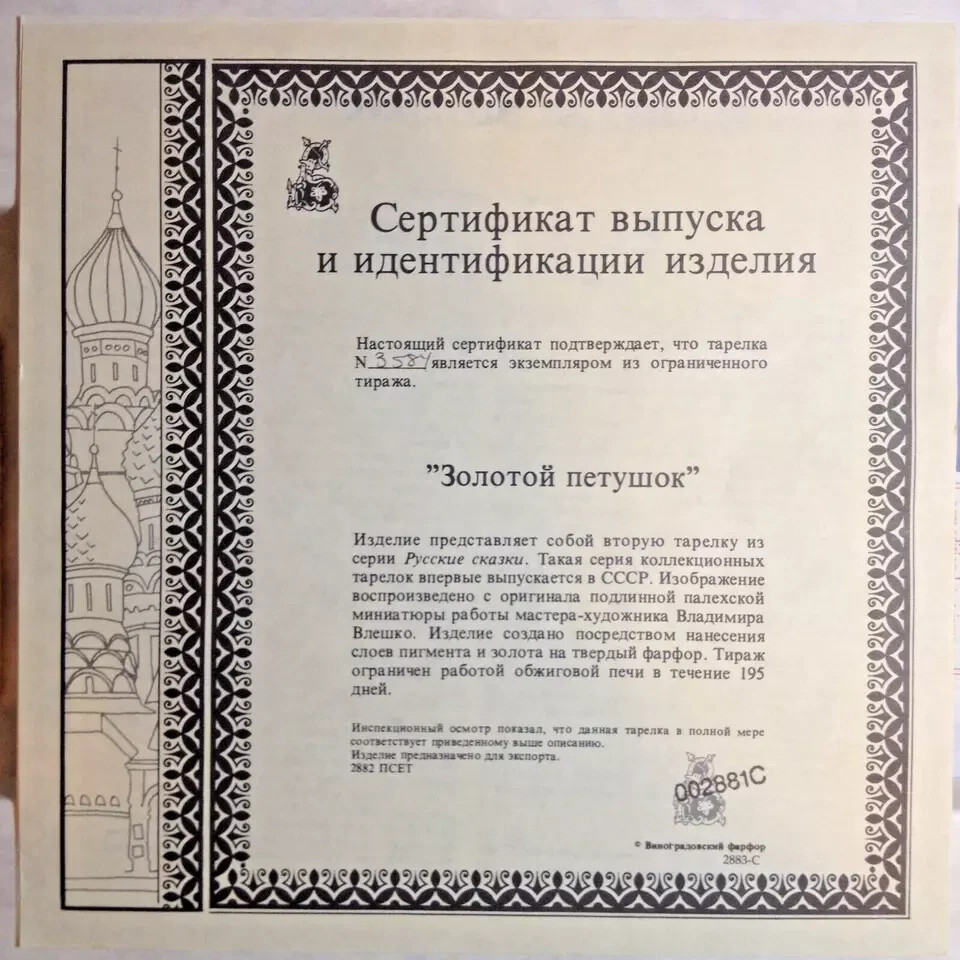 Сертификат выпуска
и идентификации изделия
Настоящий сертификат подтверждает, что тарелка
N 3584 является экземпляром из ограниченного
тиража.
"Золотой петушок"
Изделие представляет собой вторую тарелку из
серии Русские сказки. Такая серия коллекционных
тарелок впервые выпускается в СССР. Изображение
воспроизведено с оригинала подлинной палехской
миниатюры работы мастера-художника Владимира
Влешко. Изделие создано посредством нанесения
слоев пигмента и золота на твердый фарфор. Тираж
ограничен работой обжиговой печи в течение 195
дней.
Инспекционный осмотр показал, что данная тарелка в полной мере
соответствует приведенному выше описанию.
Изделие предназначено для экспорта.
2882 ПСЕТ
002881C
© Виноградовский фарфор
2883-С